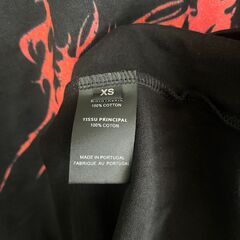 XS
100% COTTON
TISSU PRINCIPAL
100% COTON
MADE IN PORTUGAL
FABRIQUÉ AU PORTUGAL